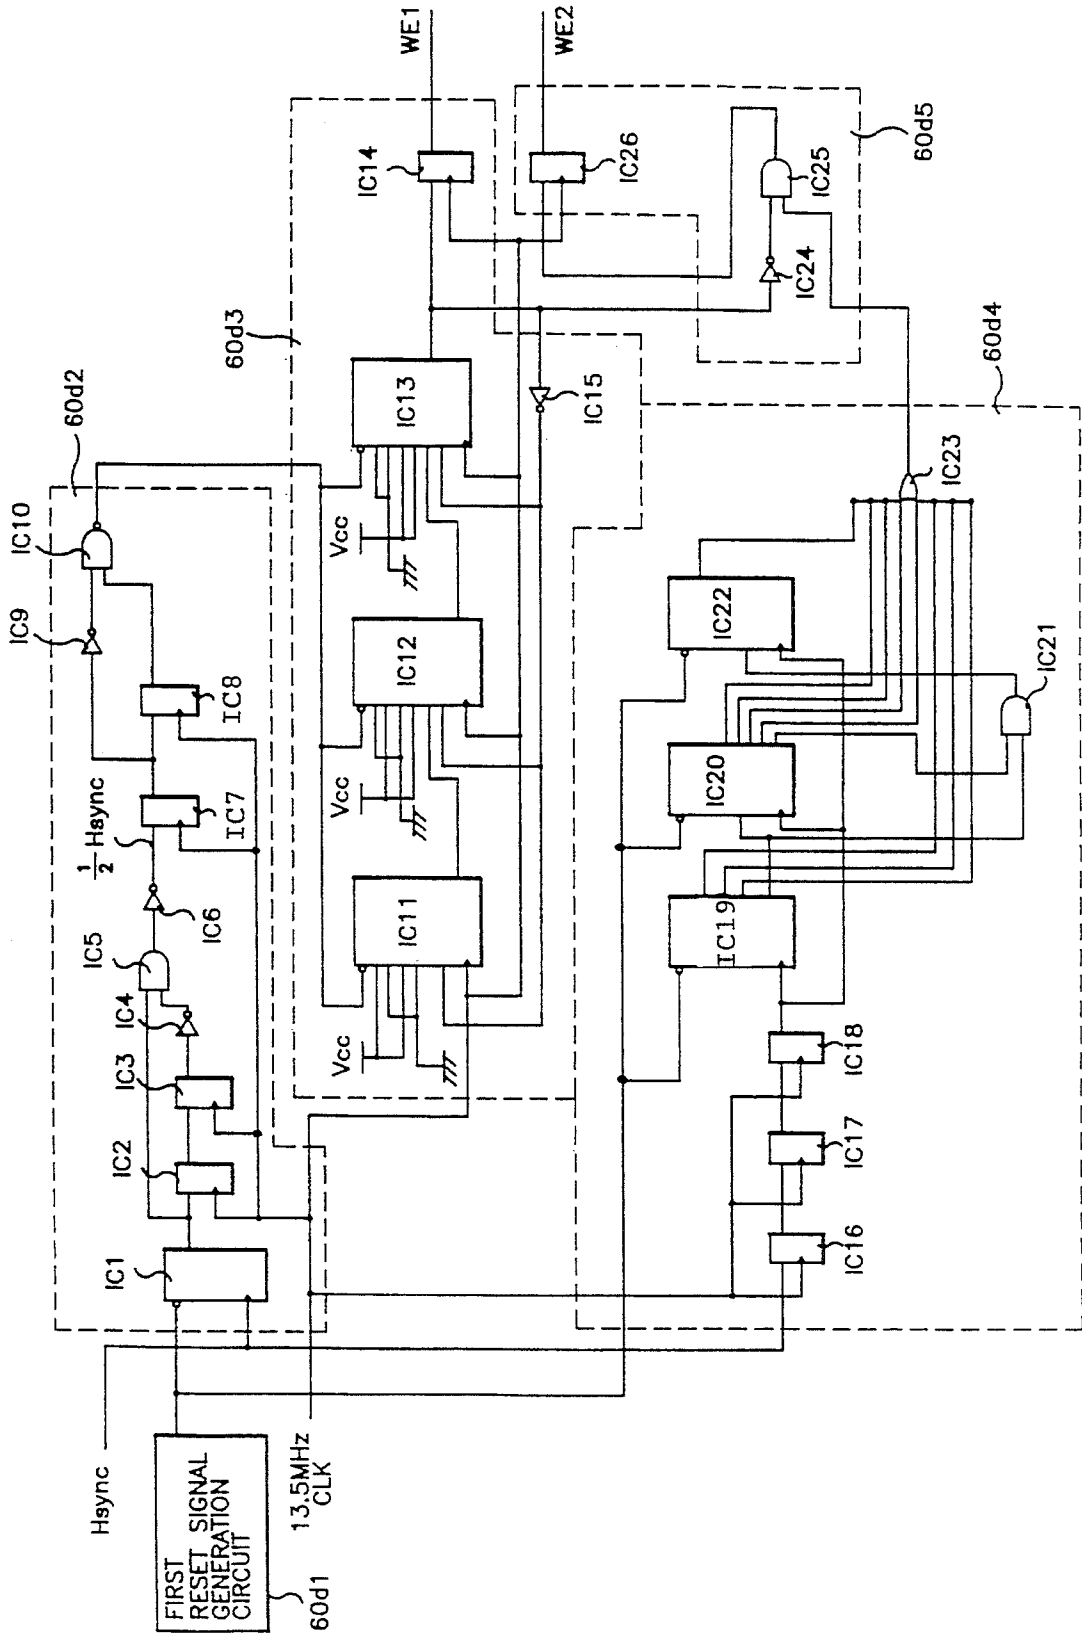 Hsync
FIRST
RESET SIGNAL
GENERATION
CIRCUIT
60d1
13.5MHz
CLK
IC1
IC2
IC3
IC4
IC5
IC6
1/2 Hsync
IC7
IC8
IC9
IC10
60d2
Vcc
IC11
Vcc
IC12
Vcc
IC13
60d3
IC14
WE1
IC15
IC16
IC17
IC18
IC19
IC20
IC21
IC22
IC23
60d4
IC24
IC25
IC26
WE2
60d5